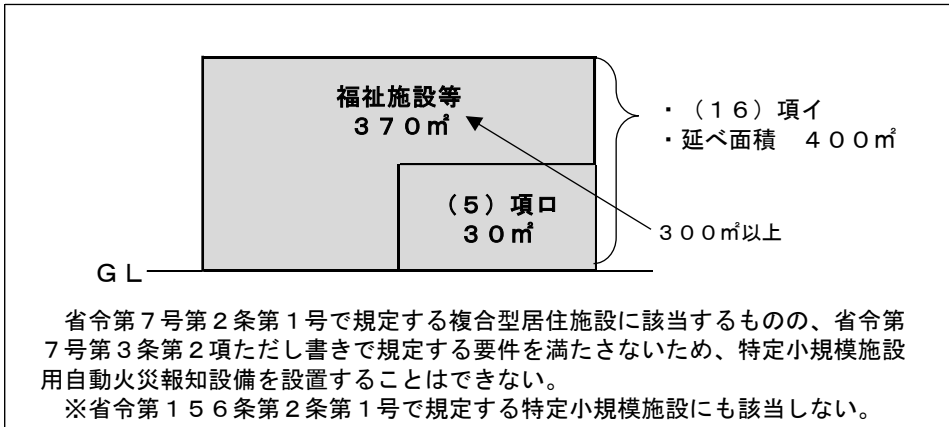 福祉施設等
３７０㎡
・（１６）項イ
・延べ面積　４００㎡
（５）項ロ
３０㎡
３００㎡以上
ＧＬ
省令第７号第２条第１号で規定する複合型居住施設に該当するものの、省令第
７号第３条第２項ただし書きで規定する要件を満たさないため、特定小規模施設
用自動火災報知設備を設置することはできない。
※省令第１５６条第２条第１号で規定する特定小規模施設にも該当しない。